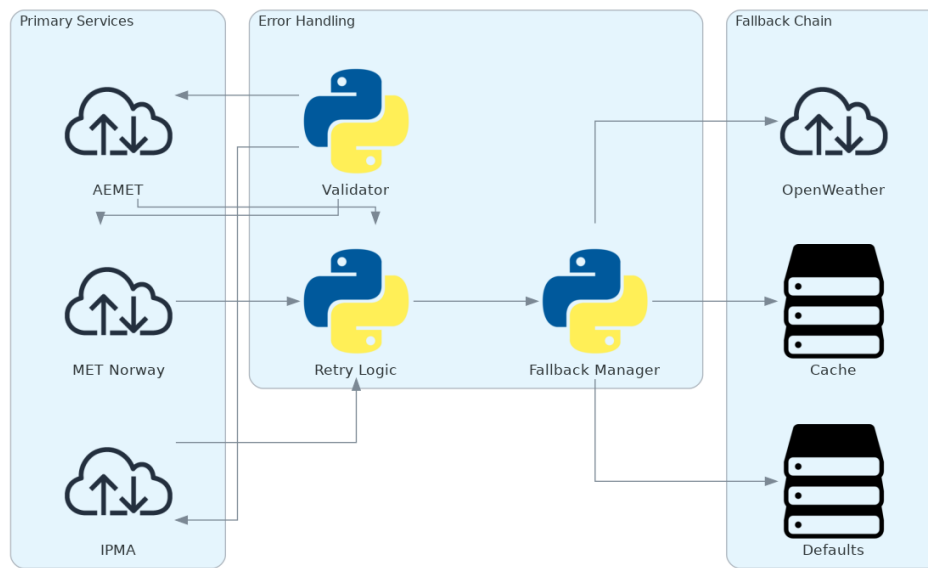 Primary Services
Error Handling
Fallback Chain
AEMET
Validator
OpenWeather
MET Norway
Retry Logic
Fallback Manager
Cache
IPMA
Defaults